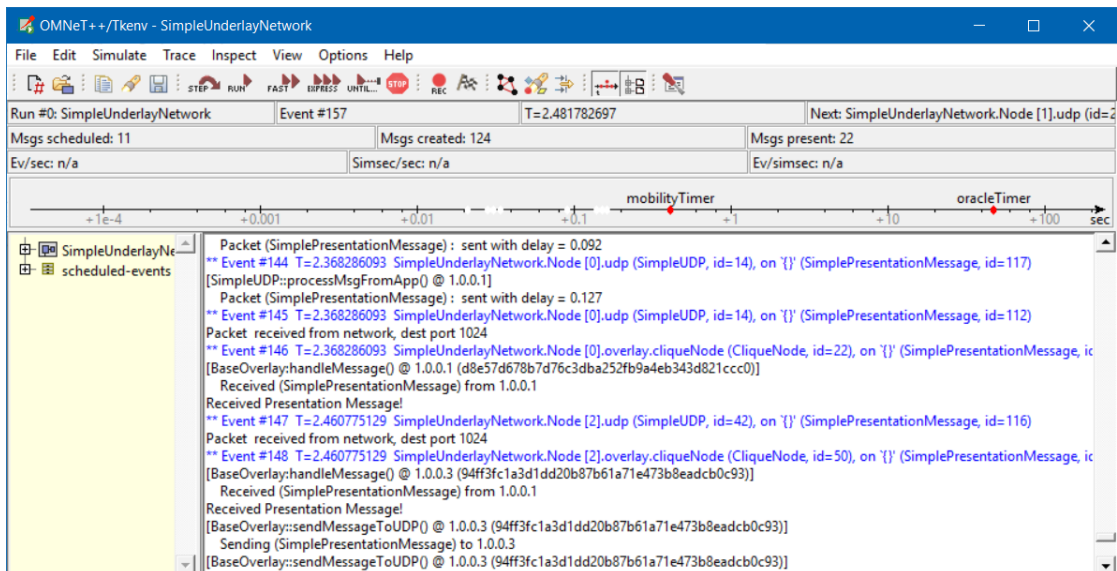 OMNeT++/Tkenv - SimpleUnderlayNetwork
File Edit Simulate Trace Inspect View Options Help
STEP RUN FAST EXPRESS UNTIL... STOP REC
Run #0: SimpleUnderlayNetwork Event #157 T=2.481782697 Next: SimpleUnderlayNetwork.Node [1].udp (id=2
Msgs scheduled: 11 Msgs created: 124 Msgs present: 22
Ev/sec: n/a Simsec/sec: n/a Ev/simsec: n/a
mobilityTimer oracleTimer
+1e-4 +0.001 +0.01 +0.1 +1 +10 +100 sec
SimpleUnderlayNe
scheduled-events
Packet (SimplePresentationMessage) : sent with delay = 0.092
** Event #144 T=2.368286093 SimpleUnderlayNetwork.Node [0].udp (SimpleUDP, id=14), on `{}' (SimplePresentationMessage, id=117)
[SimpleUDP::processMsgFromApp() @ 1.0.0.1]
Packet (SimplePresentationMessage) : sent with delay = 0.127
** Event #145 T=2.368286093 SimpleUnderlayNetwork.Node [0].udp (SimpleUDP, id=14), on `{}' (SimplePresentationMessage, id=112)
Packet received from network, dest port 1024
** Event #146 T=2.368286093 SimpleUnderlayNetwork.Node [0].overlay.cliqueNode (CliqueNode, id=22), on `{}' (SimplePresentationMessage, id
[BaseOverlay:handleMessage() @ 1.0.0.1 (d8e57d678b7d76c3dba252fb9a4eb343d821ccc0)]
Received (SimplePresentationMessage) from 1.0.0.1
Received Presentation Message!
** Event #147 T=2.460775129 SimpleUnderlayNetwork.Node [2].udp (SimpleUDP, id=42), on `{}' (SimplePresentationMessage, id=116)
Packet received from network, dest port 1024
** Event #148 T=2.460775129 SimpleUnderlayNetwork.Node [2].overlay.cliqueNode (CliqueNode, id=50), on `{}' (SimplePresentationMessage, id
[BaseOverlay:handleMessage() @ 1.0.0.3 (94ff3fc1a3d1dd20b87b61a71e473b8eadcb0c93)]
Received (SimplePresentationMessage) from 1.0.0.1
Received Presentation Message!
[BaseOverlay::sendMessageToUDP() @ 1.0.0.3 (94ff3fc1a3d1dd20b87b61a71e473b8eadcb0c93)]
Sending (SimplePresentationMessage) to 1.0.0.3
[BaseOverlay::sendMessageToUDP() @ 1.0.0.3 (94ff3fc1a3d1dd20b87b61a71e473b8eadcb0c93)]